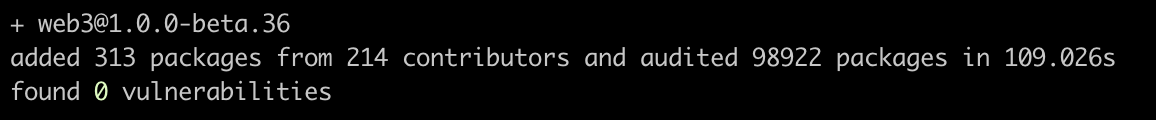 + web3@1.0.0-beta.36
added 313 packages from 214 contributors and audited 98922 packages in 109.026s
found 0 vulnerabilities